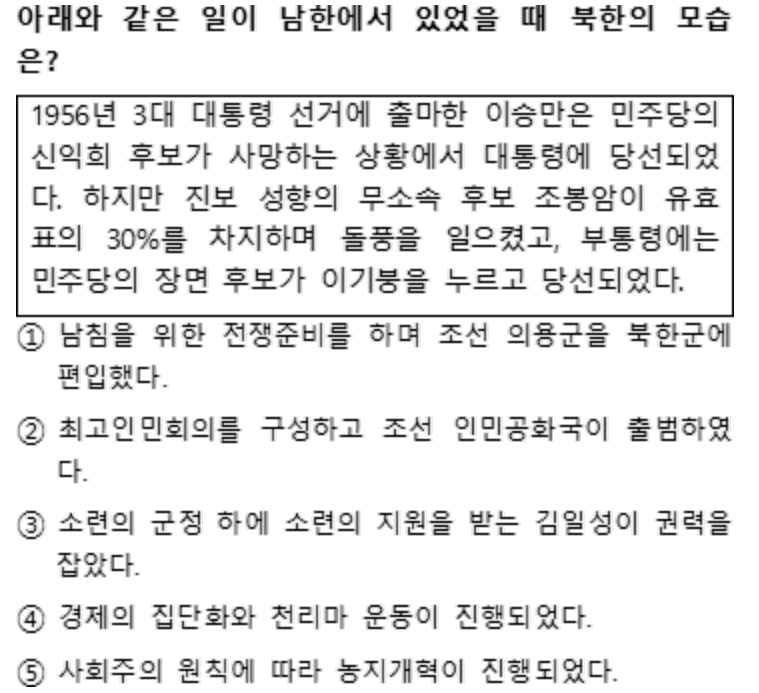 아래와 같은 일이 남한에서 있었을 때 북한의 모습
은?
1956년 3대 대통령 선거에 출마한 이승만은 민주당의
신익희 후보가 사망하는 상황에서 대통령에 당선되었
다. 하지만 진보 성향의 무소속 후보 조봉암이 유효
표의 30%를 차지하며 돌풍을 일으켰고, 부통령에는
민주당의 장면 후보가 이기붕을 누르고 당선되었다.
① 남침을 위한 전쟁준비를 하며 조선 의용군을 북한군에
편입했다.
② 최고인민회의를 구성하고 조선 인민공화국이 출범하였
다.
③ 소련의 군정 하에 소련의 지원을 받는 김일성이 권력을
잡았다.
④ 경제의 집단화와 천리마 운동이 진행되었다.
⑤ 사회주의 원칙에 따라 농지개혁이 진행되었다.